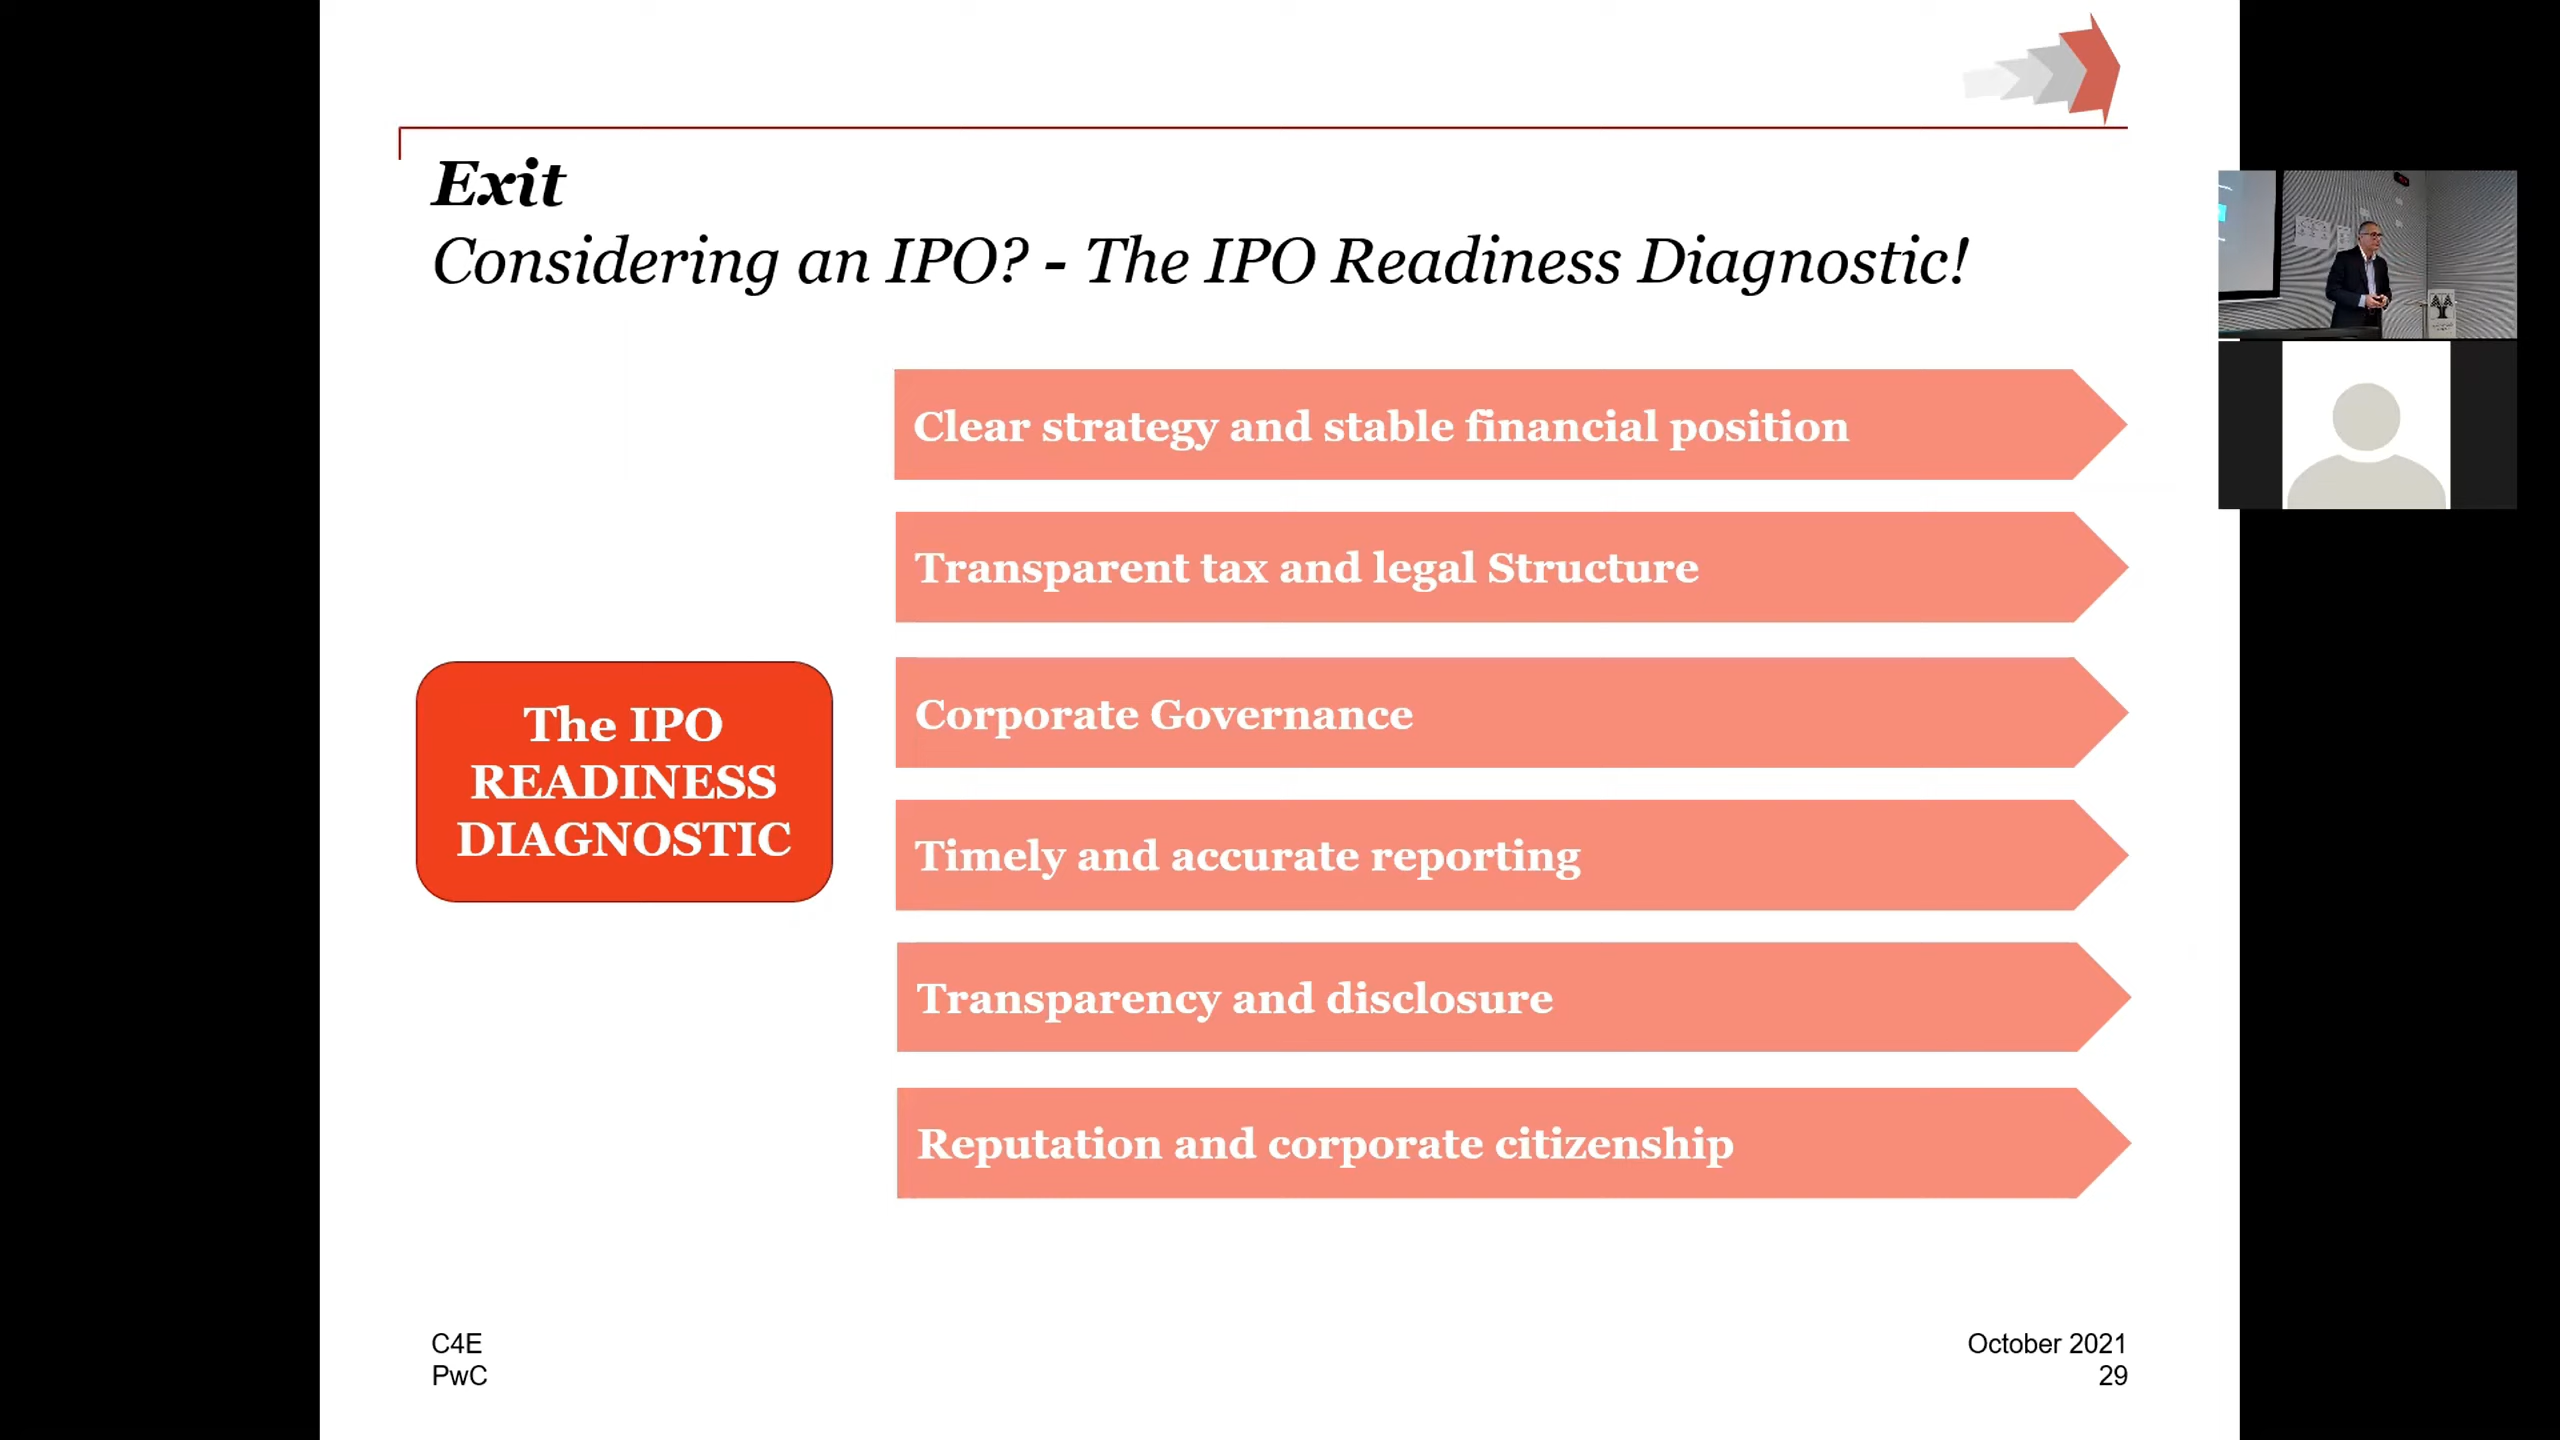 Exit
Considering an IPO? - The IPO Readiness Diagnostic!
The IPO
READINESS
DIAGNOSTIC
Clear strategy and stable financial position
Transparent tax and legal Structure
Corporate Governance
Timely and accurate reporting
Transparency and disclosure
Reputation and corporate citizenship
C4E
PwC
October 2021
29